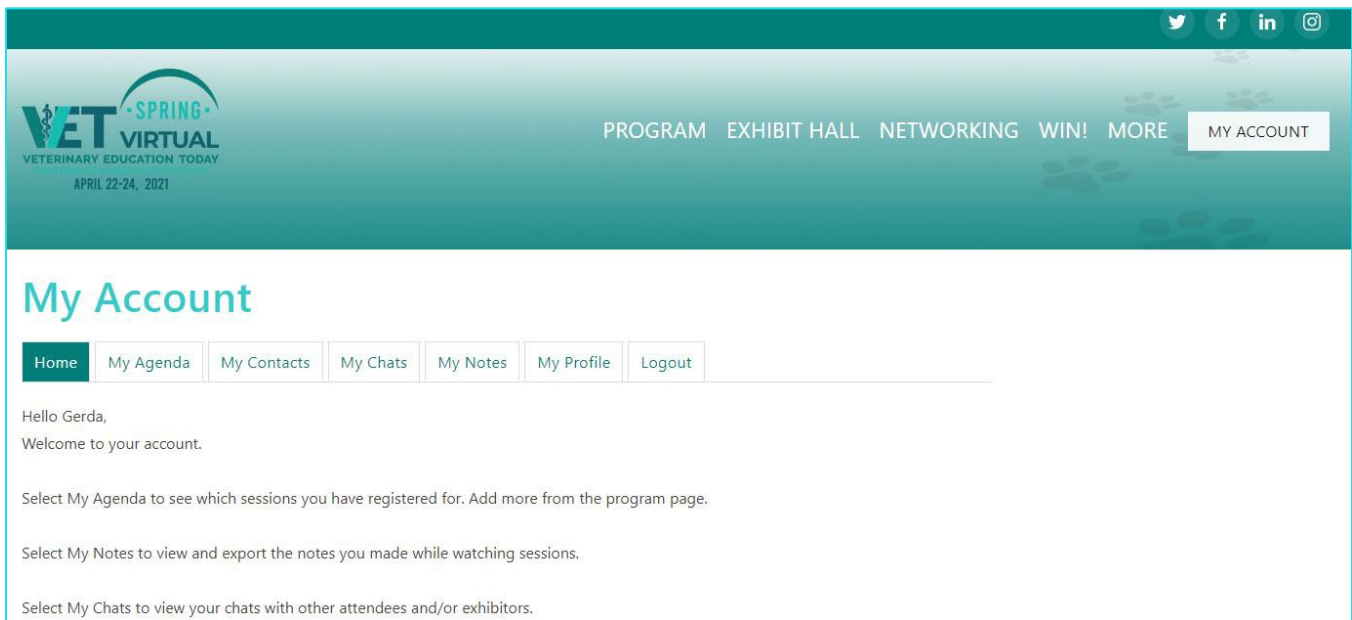 SPRING
VET VIRTUAL
VETERINARY EDUCATION TODAY
APRIL 22-24, 2021
PROGRAM EXHIBIT HALL NETWORKING WIN! MORE MY ACCOUNT
My Account
Home My Agenda My Contacts My Chats My Notes My Profile Logout
Hello Gerda,
Welcome to your account.
Select My Agenda to see which sessions you have registered for. Add more from the program page.
Select My Notes to view and export the notes you made while watching sessions.
Select My Chats to view your chats with other attendees and/or exhibitors.